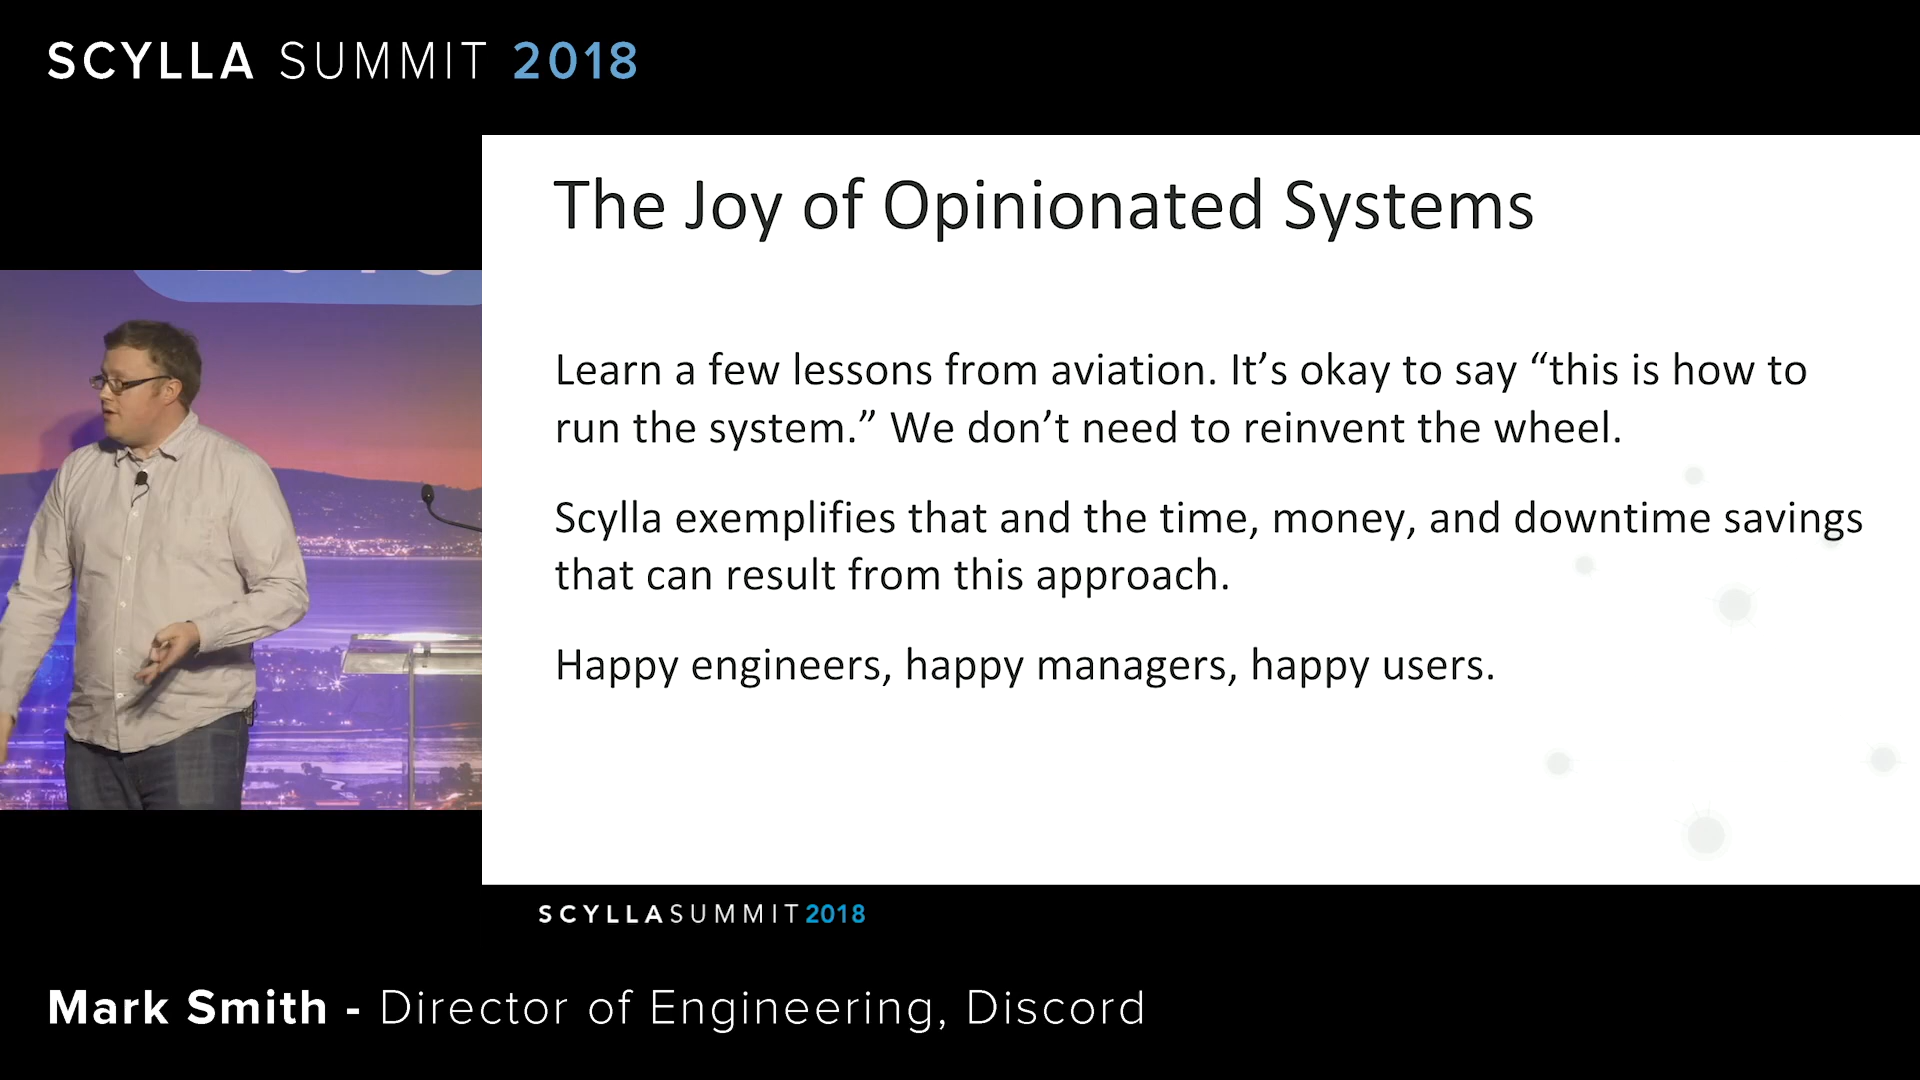 SCYLLA SUMMIT 2018
The Joy of Opinionated Systems
Learn a few lessons from aviation. It’s okay to say “this is how to
run the system.” We don’t need to reinvent the wheel.
Scylla exemplifies that and the time, money, and downtime savings
that can result from this approach.
Happy engineers, happy managers, happy users.
SCYLLASUMMIT2018
Mark Smith - Director of Engineering, Discord